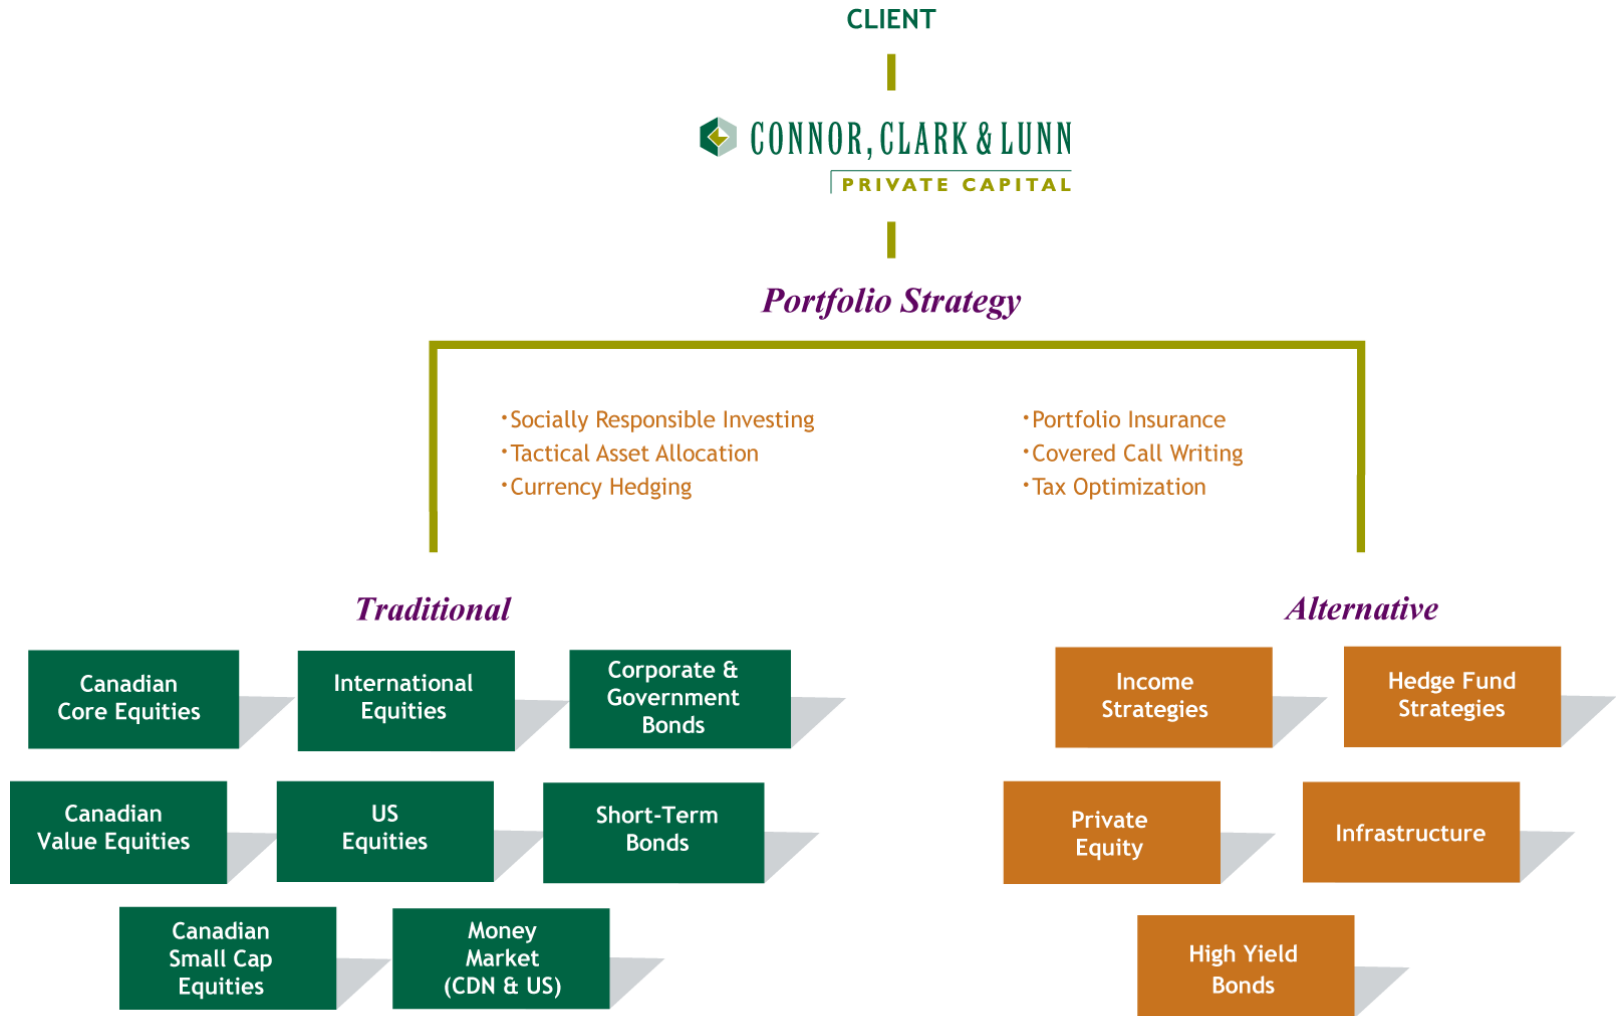 CLIENT
CONNOR, CLARK & LUNN
PRIVATE CAPITAL
Portfolio Strategy
•Socially Responsible Investing
•Tactical Asset Allocation
•Currency Hedging
•Portfolio Insurance
•Covered Call Writing
•Tax Optimization
Traditional
Canadian
Core Equities
International
Equities
Corporate &
Government
Bonds
Canadian
Value Equities
US
Equities
Short-Term
Bonds
Canadian
Small Cap
Equities
Money
Market
(CDN & US)
Alternative
Income
Strategies
Hedge Fund
Strategies
Private
Equity
Infrastructure
High Yield
Bonds